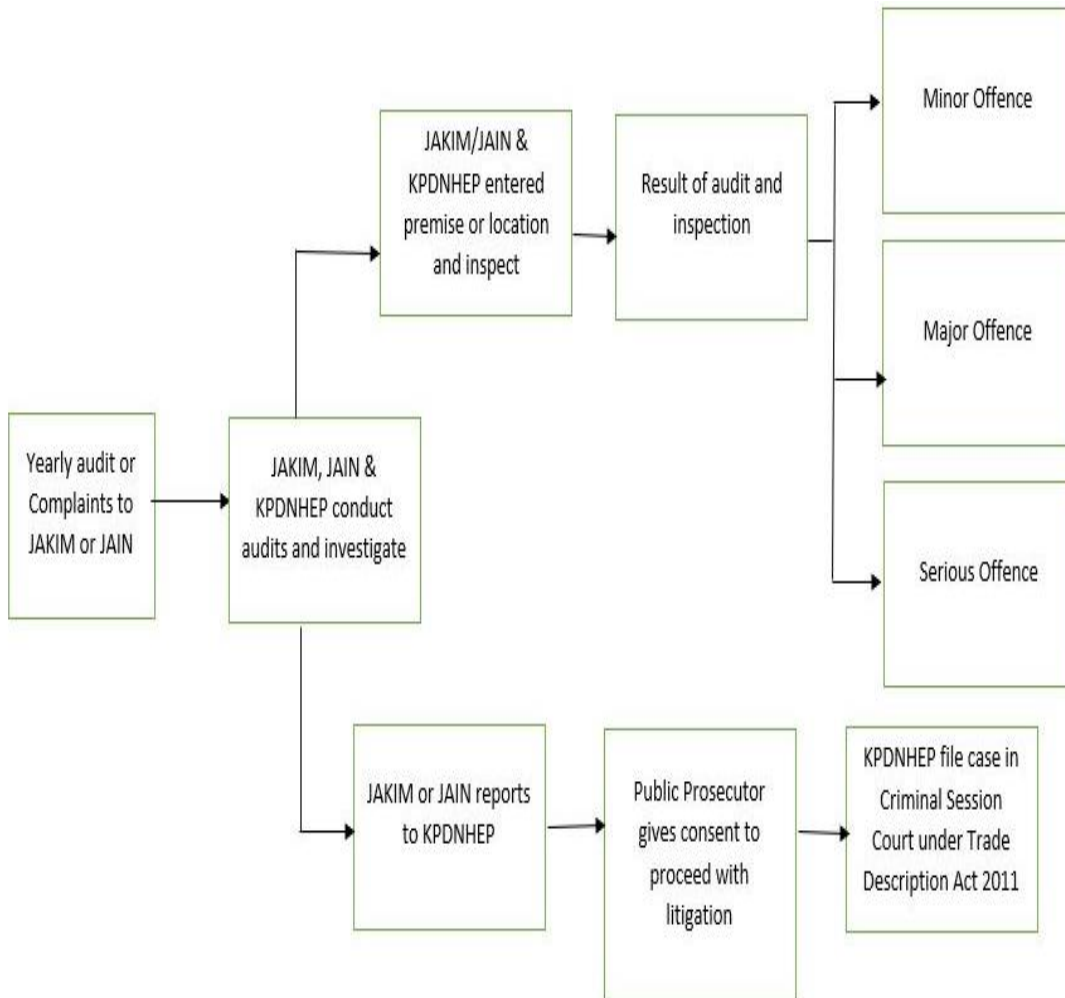 Yearly audit or
Complaints to
JAKIM or JAIN
JAKIM, JAIN &
KPDNHEP conduct
audits and investigate
JAKIM/JAIN &
KPDNHEP entered
premise or location
and inspect
Result of audit and
inspection
Minor Offence
Major Offence
Serious Offence
JAKIM or JAIN reports
to KPDNHEP
Public Prosecutor
gives consent to
proceed with
litigation
KPDNHEP file case in
Criminal Session
Court under Trade
Description Act 2011